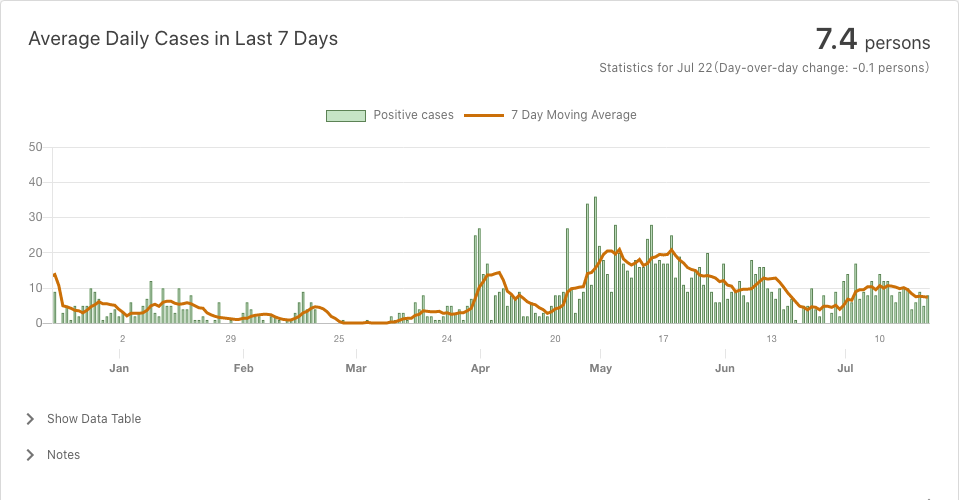 Average Daily Cases in Last 7 Days
7.4 persons
Statistics for Jul 22(Day-over-day change: -0.1 persons)
Positive cases
7 Day Moving Average
50
40
30
20
10
0
2
29
25
24
20
17
13
10
Jan
Feb
Mar
Apr
May
Jun
Jul
Show Data Table
Notes